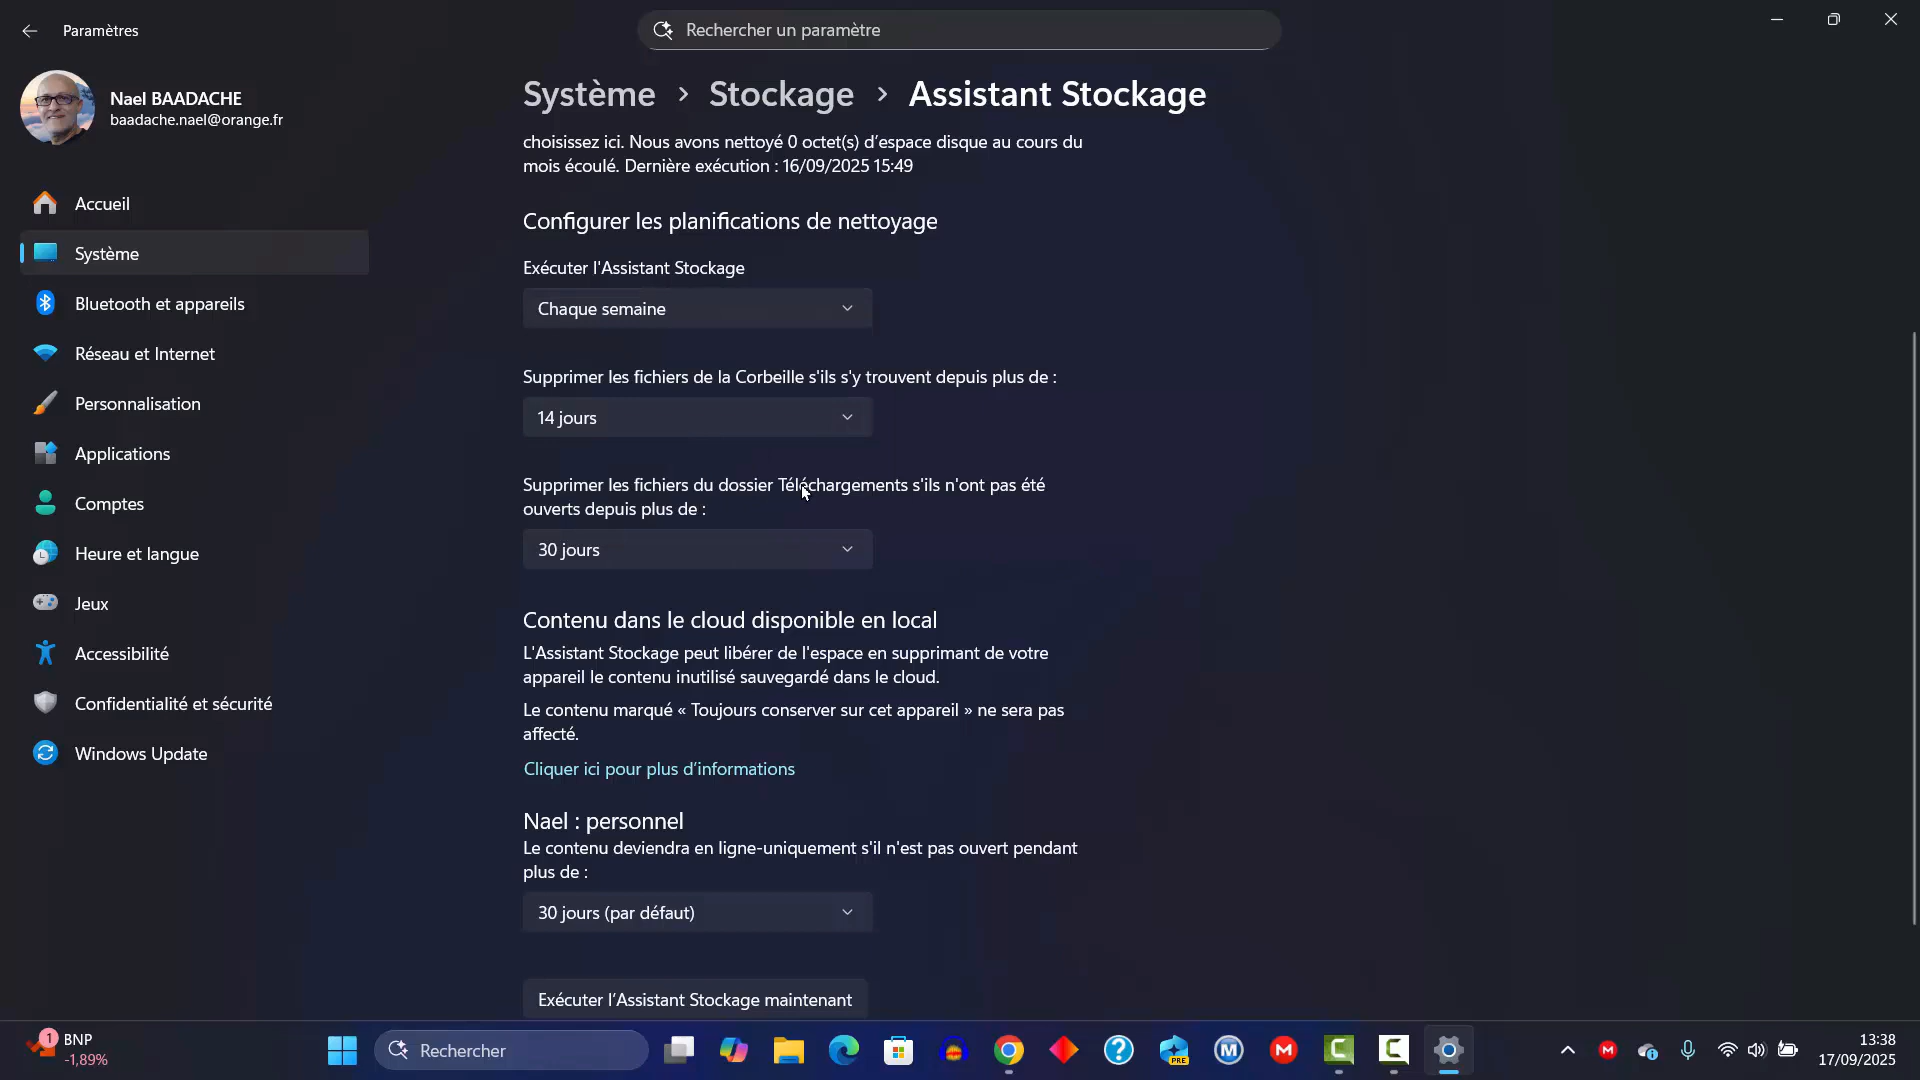 Paramètres
Rechercher un paramètre
Nael BAADACHE
baadache.nael@orange.fr
Accueil
Système
Bluetooth et appareils
Réseau et Internet
Personnalisation
Applications
Comptes
Heure et langue
Jeux
Accessibilité
Confidentialité et sécurité
Windows Update
Système > Stockage > Assistant Stockage
choisissez ici. Nous avons nettoyé 0 octet(s) d’espace disque au cours du
mois écoulé. Dernière exécution : 16/09/2025 15:49
Configurer les planifications de nettoyage
Exécuter l'Assistant Stockage
Chaque semaine
Supprimer les fichiers de la Corbeille s'ils s'y trouvent depuis plus de :
14 jours
Supprimer les fichiers du dossier Téléchargements s'ils n'ont pas été
ouverts depuis plus de :
30 jours
Contenu dans le cloud disponible en local
L'Assistant Stockage peut libérer de l'espace en supprimant de votre
appareil le contenu inutilisé sauvegardé dans le cloud.
Le contenu marqué « Toujours conserver sur cet appareil » ne sera pas
affecté.
Cliquer ici pour plus d’informations
Nael : personnel
Le contenu deviendra en ligne-uniquement s'il n'est pas ouvert pendant
plus de :
30 jours (par défaut)
Exécuter l’Assistant Stockage maintenant
1
BNP
-1,89%
Rechercher
PRE
13:38
17/09/2025